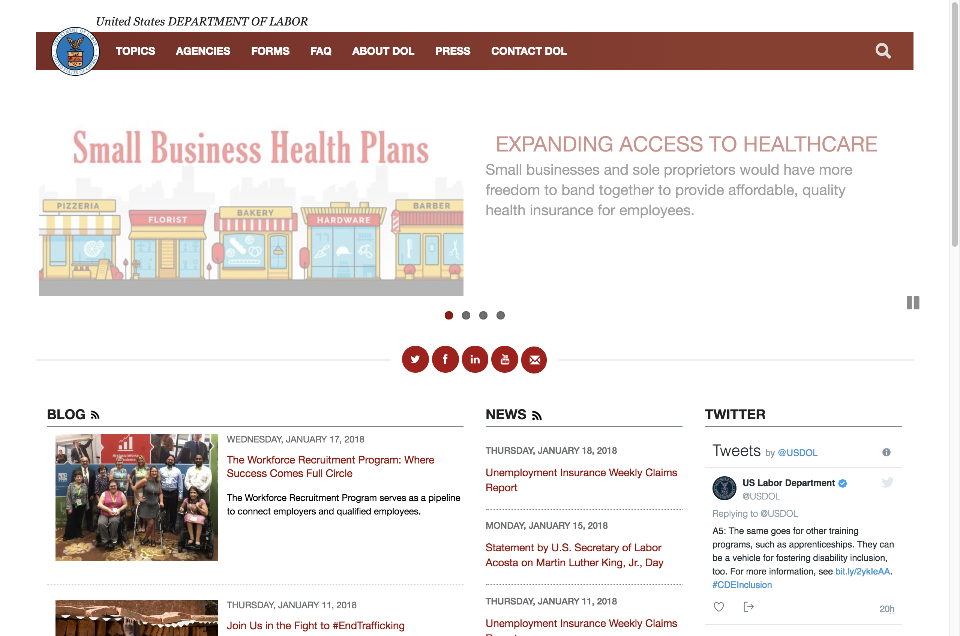 United States DEPARTMENT OF LABOR
TOPICS AGENCIES FORMS FAQ ABOUT DOL PRESS CONTACT DOL
Small Business Health Plans
PIZZERIA
FLORIST
BAKERY
HARDWARE
BARBER
EXPANDING ACCESS TO HEALTHCARE
Small businesses and sole proprietors would have more
freedom to band together to provide affordable, quality
health insurance for employees.
BLOG
WEDNESDAY, JANUARY 17, 2018
The Workforce Recruitment Program: Where
Success Comes Full Circle
The Workforce Recruitment Program serves as a pipeline
to connect employers and qualified employees.
THURSDAY, JANUARY 11, 2018
Join Us in the Fight to #EndTrafficking
NEWS
THURSDAY, JANUARY 18, 2018
Unemployment Insurance Weekly Claims
Report
MONDAY, JANUARY 15, 2018
Statement by U.S. Secretary of Labor
Acosta on Martin Luther King, Jr., Day
THURSDAY, JANUARY 11, 2018
Unemployment Insurance Weekly Claims
TWITTER
Tweets by @USDOL
US Labor Department
@USDOL
Replying to @USDOL
A5: The same goes for other training
programs, such as apprenticeships. They can
be a vehicle for fostering disability inclusion,
too. For more information, see bit.ly/2ykIeAA.
#CDEInclusion
20h